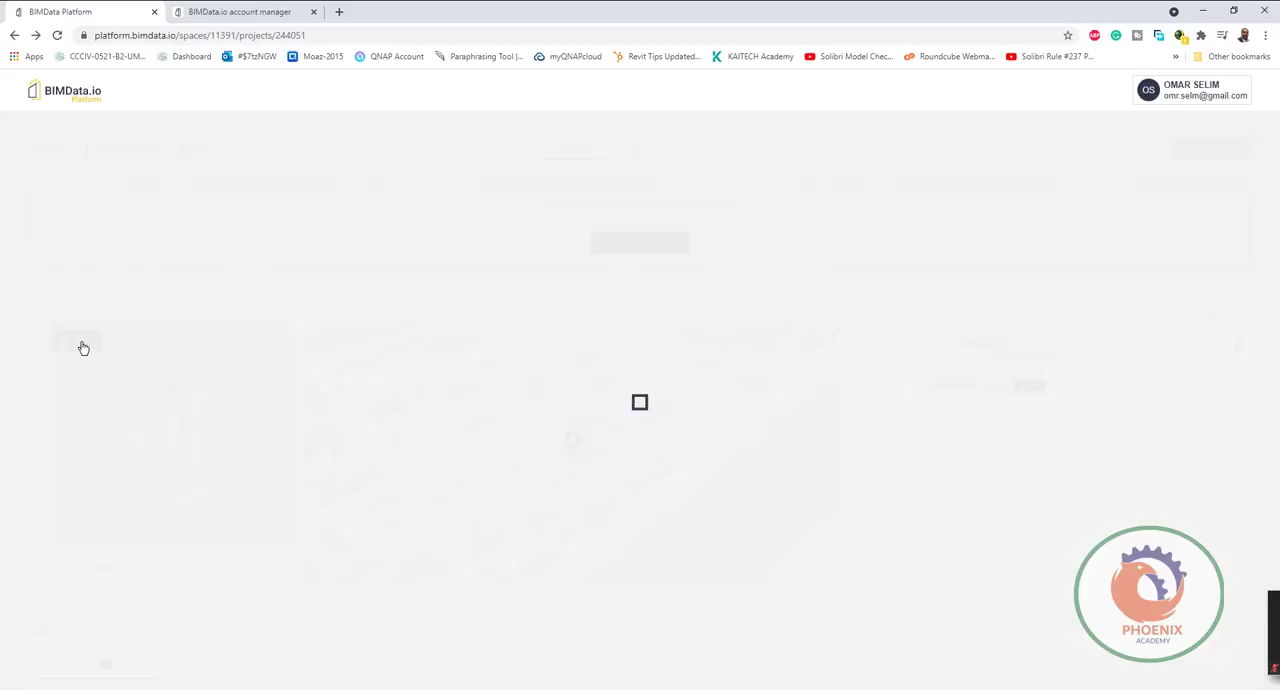 BIMData Platform
BIMData.io account manager
platform.bimdata.io/spaces/11391/projects/244051
Apps
CCCIV-0521-B2-UM...
Dashboard
#$7tzNGW
Moaz-2015
QNAP Account
Paraphrasing Tool |...
myQNAPcloud
Revit Tips Updated...
KAITECH Academy
Solibri Model Chec...
Roundcube Webma...
Solibri Rule #237 P...
»
Other bookmarks
BIMData.io
Platform
OS
OMAR SELIM
omr.selm@gmail.com
PHOENIX
ACADEMY